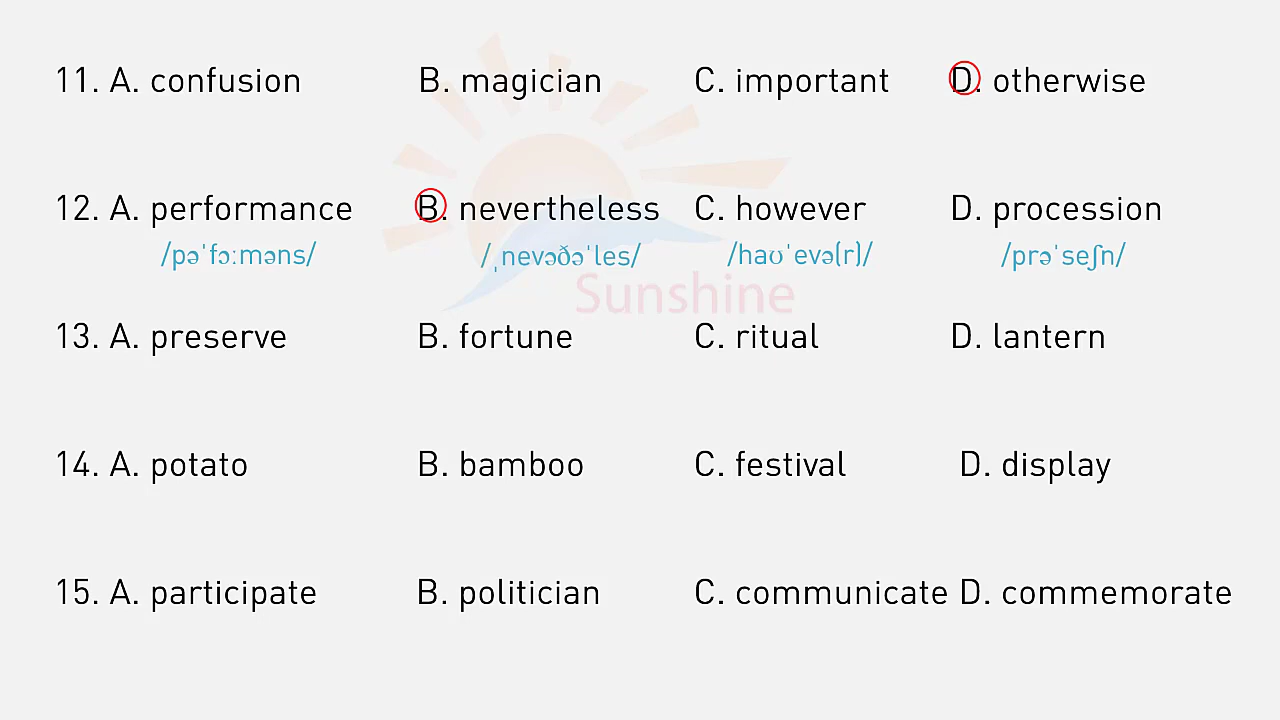 11. A. confusion B. magician C. important D. otherwise
12. A. performance B. nevertheless C. however D. procession
/pəˈfɔːməns/ /ˌnevəðəˈles/ /haʊˈevə(r)/ /prəˈseʃn/
Sunshine
13. A. preserve B. fortune C. ritual D. lantern
14. A. potato B. bamboo C. festival D. display
15. A. participate B. politician C. communicate D. commemorate